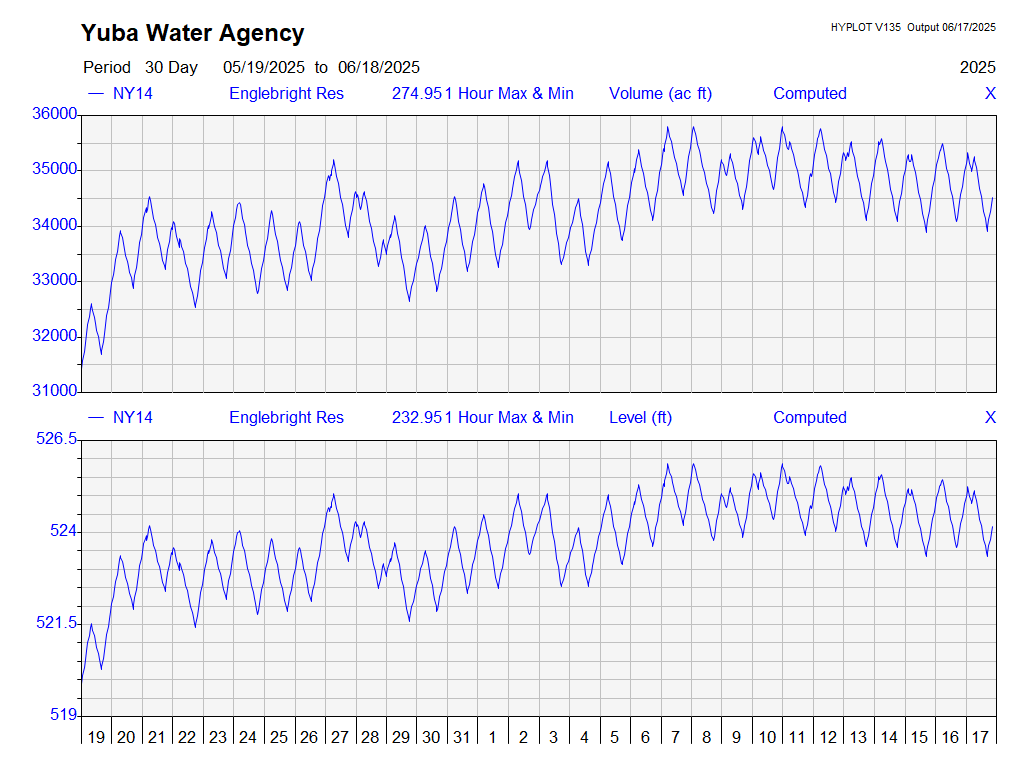 Yuba Water Agency
HYPLOT V135 Output 06/17/2025
Period 30 Day 05/19/2025 to 06/18/2025 2025
NY14 Englebright Res 274.951 Hour Max & Min Volume (ac ft) Computed X
36000
35000
34000
33000
32000
31000
NY14 Englebright Res 232.951 Hour Max & Min Level (ft) Computed X
526.5
524
521.5
519
19 20 21 22 23 24 25 26 27 28 29 30 31 1 2 3 4 5 6 7 8 9 10 11 12 13 14 15 16 17